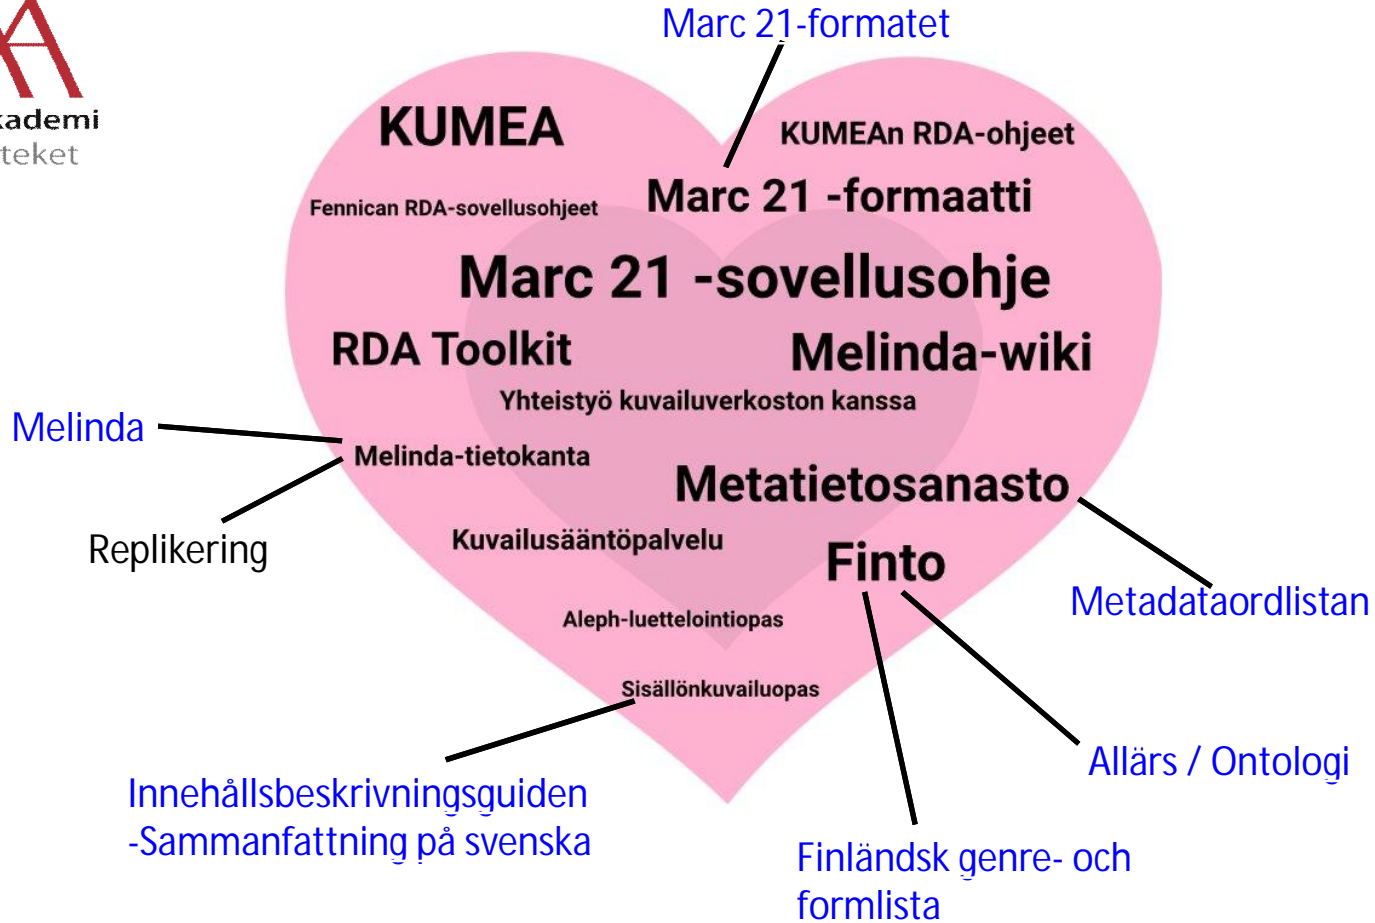 Marc 21-formatet
kademi
teket
KUMEA
KUMEAn RDA-ohjeet
Fennican RDA-sovellusohjeet
Marc 21 -formaatti
Marc 21 -sovellusohje
RDA Toolkit
Melinda-wiki
Yhteistyö kuvailuverkoston kanssa
Melinda
Melinda-tietokanta
Metatietosanasto
Replikering
Kuvailusääntöpalvelu
Finto
Metadataordlistan
Aleph-luettelointiopas
Sisällönkuvailuopas
Allärs / Ontologi
Innehållsbeskrivningsguiden
-Sammanfattning på svenska
Finländsk genre- och
formlista